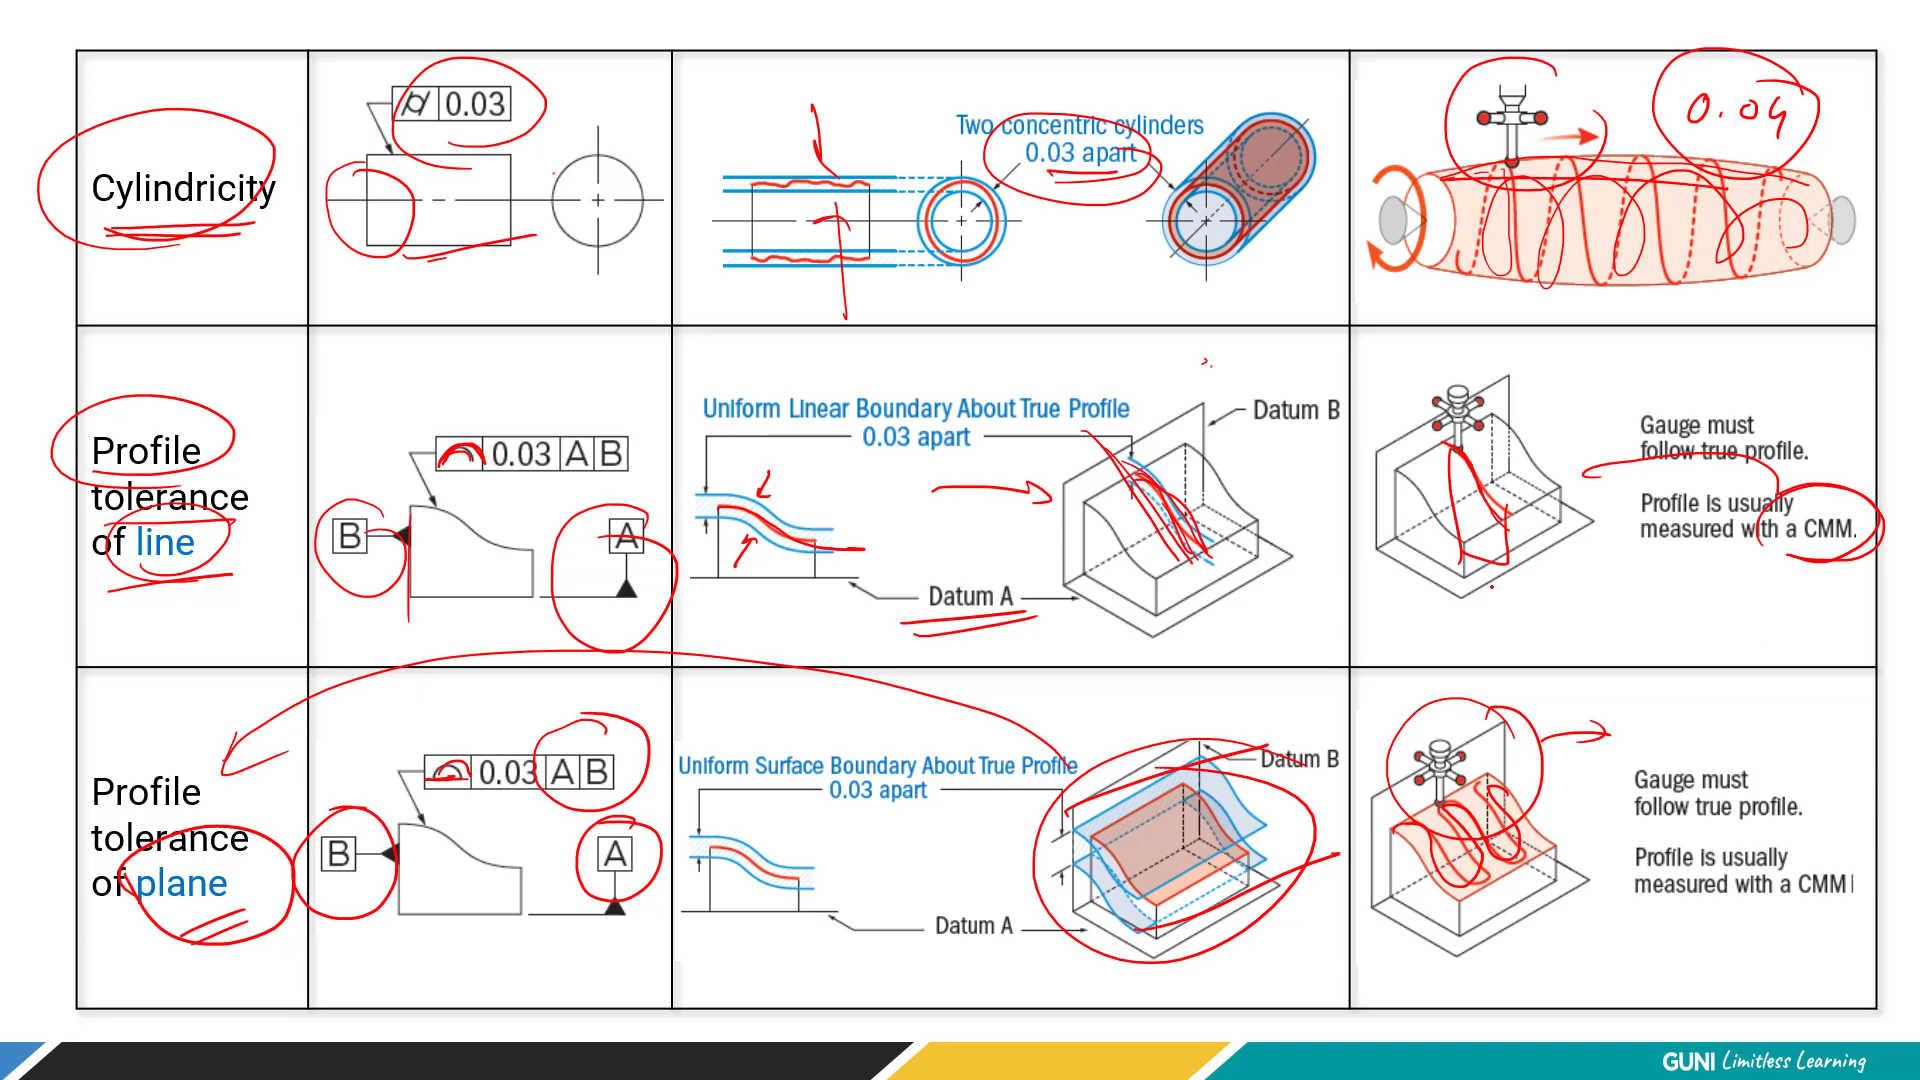 Cylindricity
0.03
Two concentric cylinders
0.03 apart
0.04
Profile
tolerance
of line
0.03 A B
B
A
Uniform Linear Boundary About True Profile
0.03 apart
Datum B
Datum A
Gauge must
follow true profile.
Profile is usually
measured with a CMM.
Profile
tolerance
of plane
0.03 A B
B
A
Uniform Surface Boundary About True Profile
0.03 apart
Datum B
Datum A
Gauge must
follow true profile.
Profile is usually
measured with a CMM
GUNI Limitless Learning